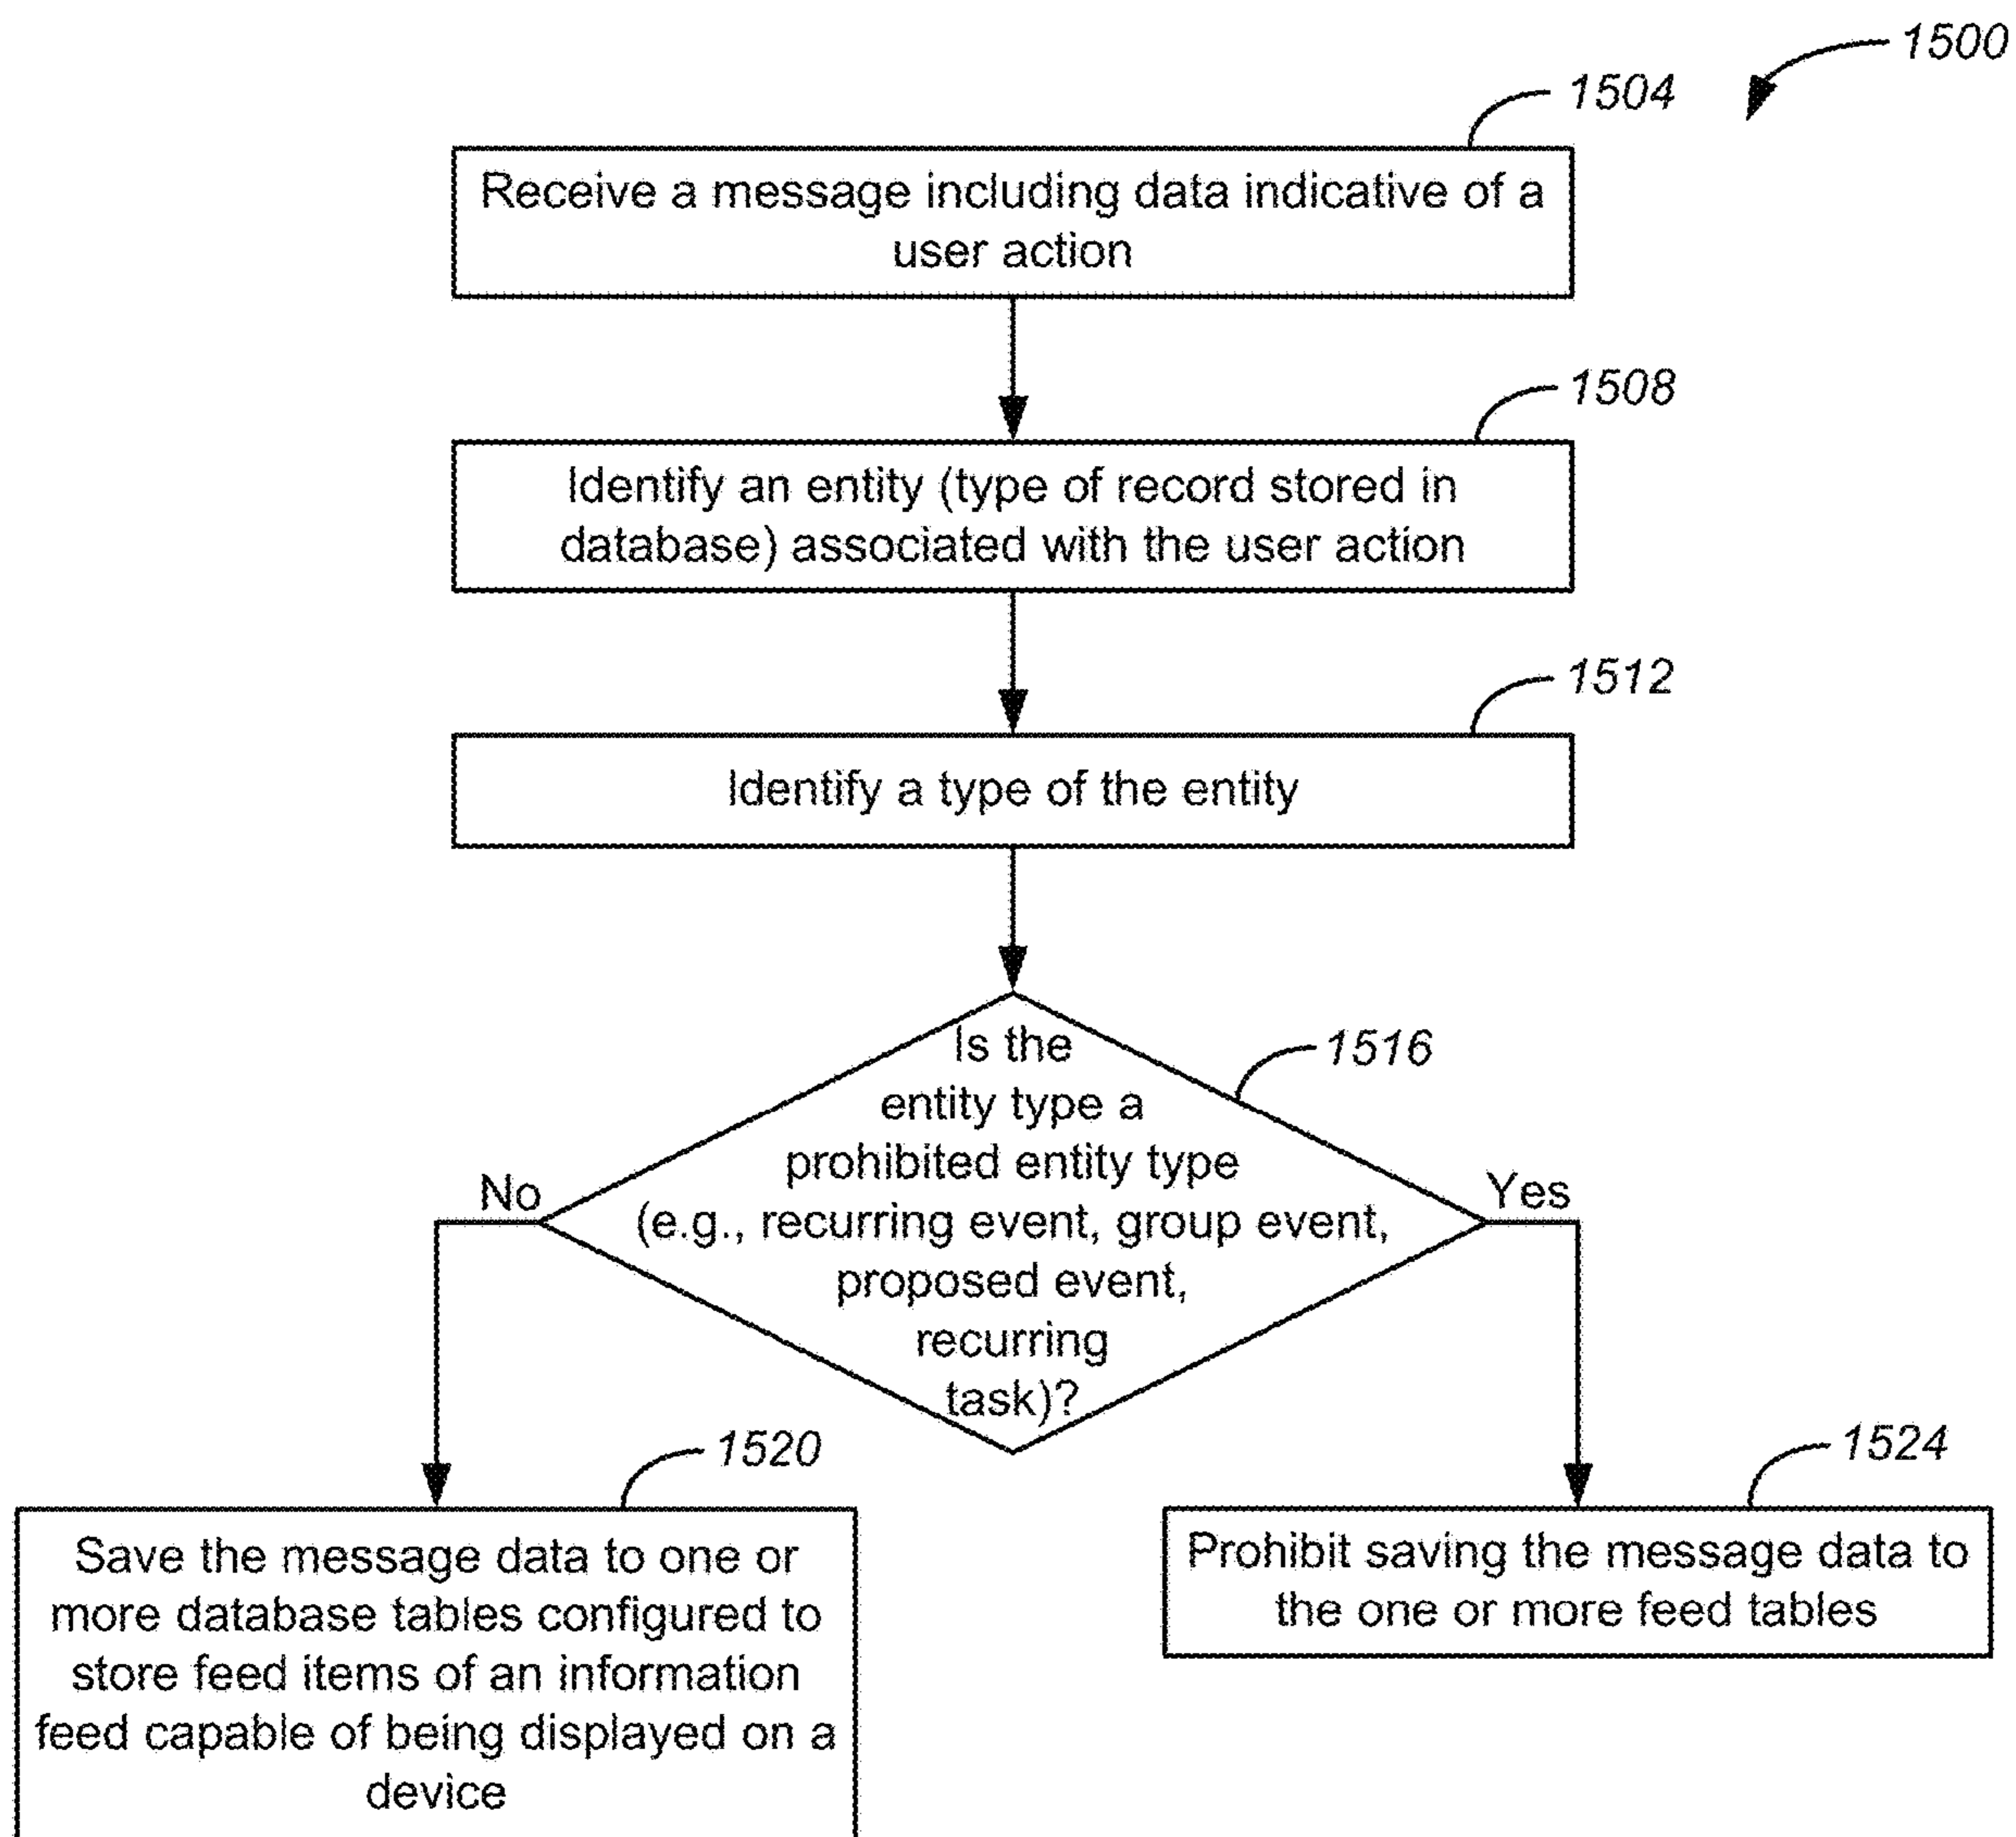 1500
1504
Receive a message including data indicative of a
user action
1508
Identify an entity (type of record stored in
database) associated with the user action
1512
Identify a type of the entity
1516
Is the
entity type a
prohibited entity type
(e.g., recurring event, group event,
proposed event,
recurring
task)?
No
Yes
1520
Save the message data to one or
more database tables configured to
store feed items of an information
feed capable of being displayed on a
device
1524
Prohibit saving the message data to
the one or more feed tables